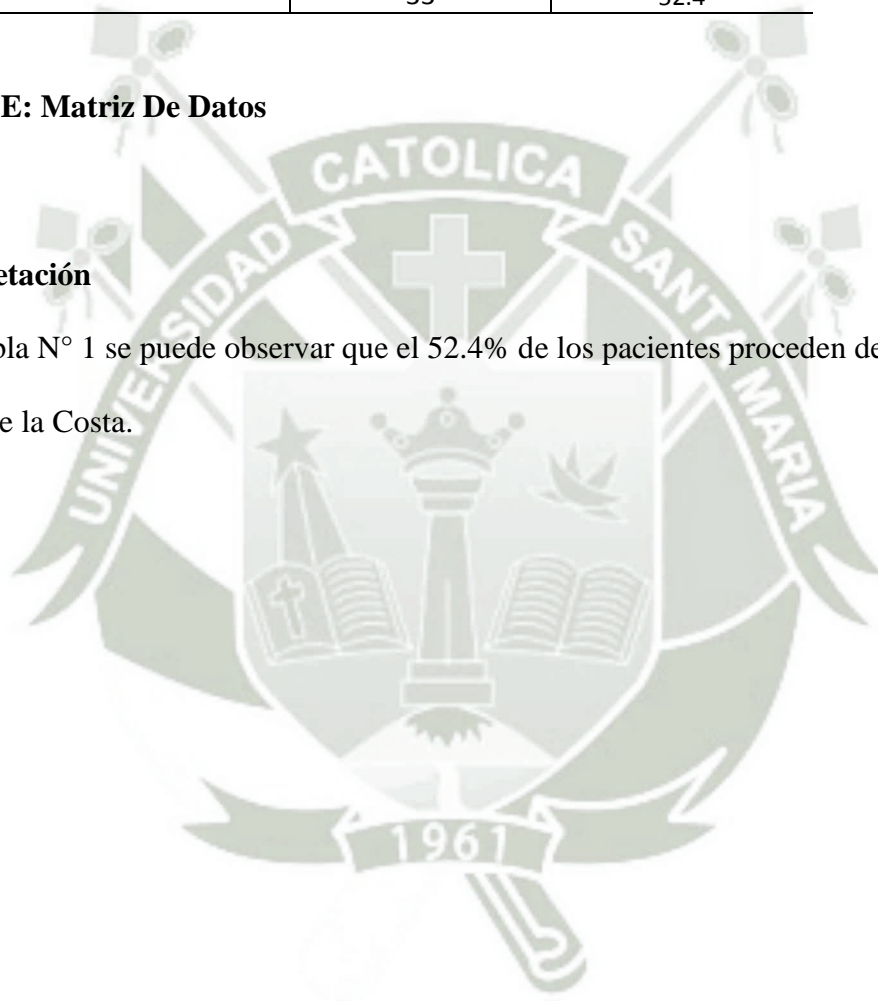 E: Matriz De Datos
CATOLICA
UNIVERSIDAD
SANTA MARIA
etación
bla N° 1 se puede observar que el 52.4% de los pacientes proceden de
e la Costa.
1961